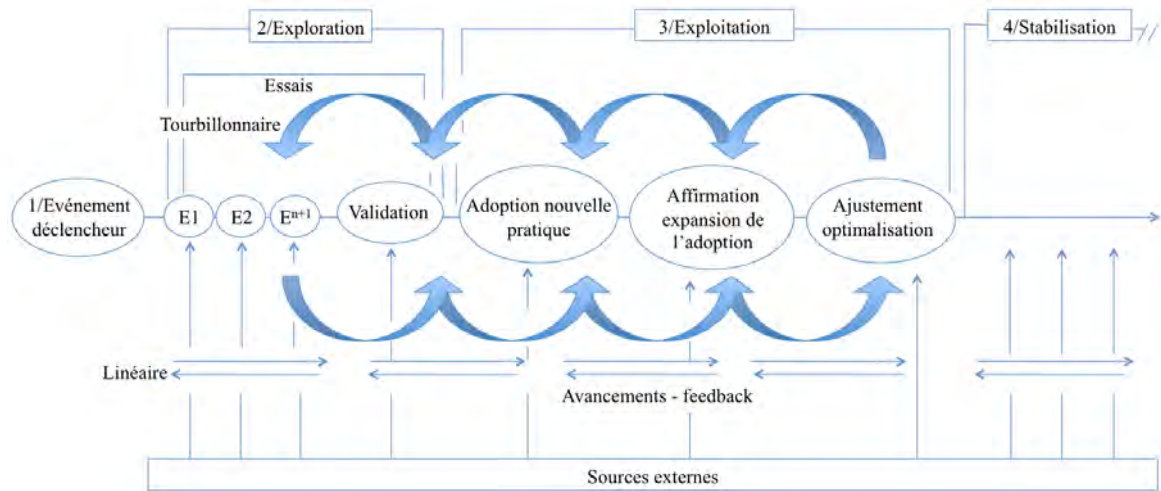 2/Exploration
3/Exploitation
4/Stabilisation
Essais
Tourbillonnaire
1/Evénement
déclencheur
E1
E2
Eⁿ⁺¹
Validation
Adoption nouvelle
pratique
Affirmation
expansion de
l’adoption
Ajustement
optimalisation
Linéaire
Avancements - feedback
Sources externes